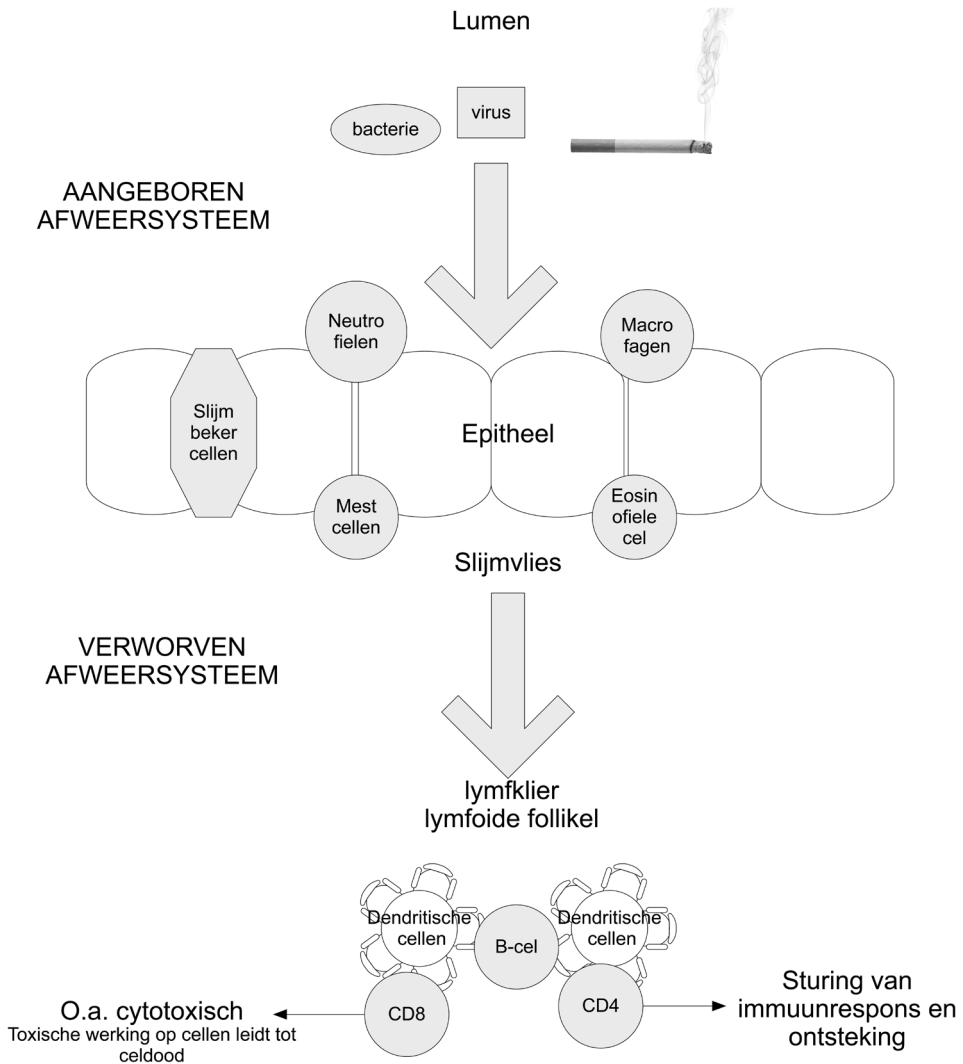 Lumen
bacterie
virus
AANGEBOREN
AFWEERSYSTEEM
Neutro
fielen
Macro
fagen
Slijm
beker
cellen
Epitheel
Mest
cellen
Eosin
ofiele
cel
Slijmvlies
VERWORVEN
AFWEERSYSTEEM
lymfklier
lymfoide follikel
Dendritische
cellen
B-cel
Dendritische
cellen
CD8
CD4
O.a. cytotoxisch
Toxische werking op cellen leidt tot
celdood
Sturing van
immuunrespons en
ontsteking